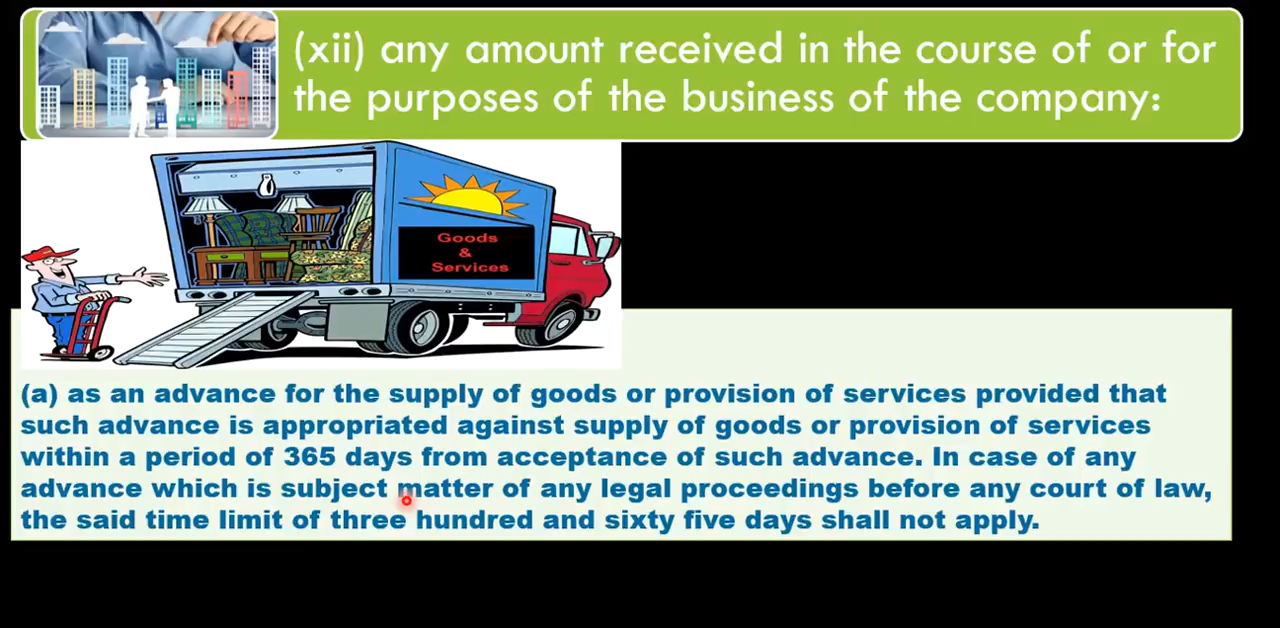 (xii) any amount received in the course of or for
the purposes of the business of the company:
Goods
&
Services
(a) as an advance for the supply of goods or provision of services provided that
such advance is appropriated against supply of goods or provision of services
within a period of 365 days from acceptance of such advance. In case of any
advance which is subject matter of any legal proceedings before any court of law,
the said time limit of three hundred and sixty five days shall not apply.